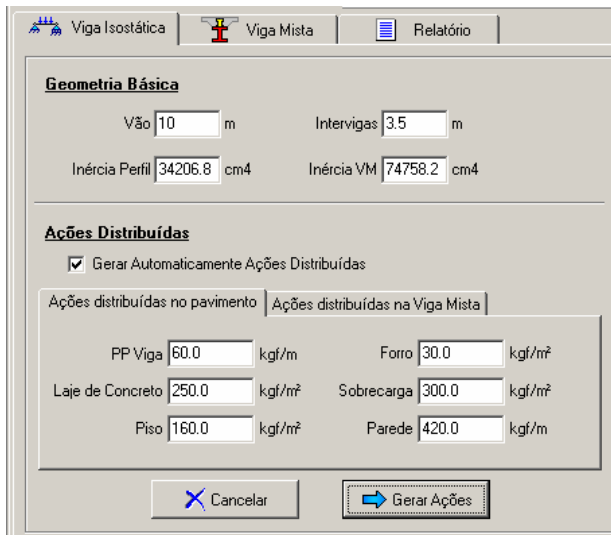 Viga Isostática Viga Mista Relatório
Geometria Básica
Vão 10 m Intervigas 3.5 m
Inércia Perfil 34206.8 cm4 Inércia VM 74758.2 cm4
Ações Distribuídas
Gerar Automaticamente Ações Distribuídas
Ações distribuídas no pavimento Ações distribuídas na Viga Mista
PP Viga 60.0 kgf/m Forro 30.0 kgf/m²
Laje de Concreto 250.0 kgf/m² Sobrecarga 300.0 kgf/m²
Piso 160.0 kgf/m² Parede 420.0 kgf/m
Cancelar Gerar Ações